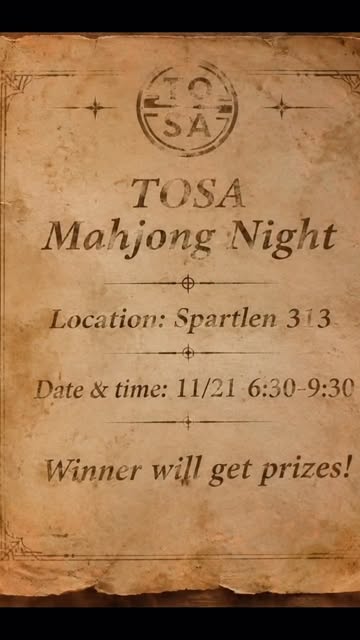 TO
SA
TOSA
Mahjong Night
Location: Spartlen 313
Date & time: 11/21 6:30-9:30
Winner will get prizes!